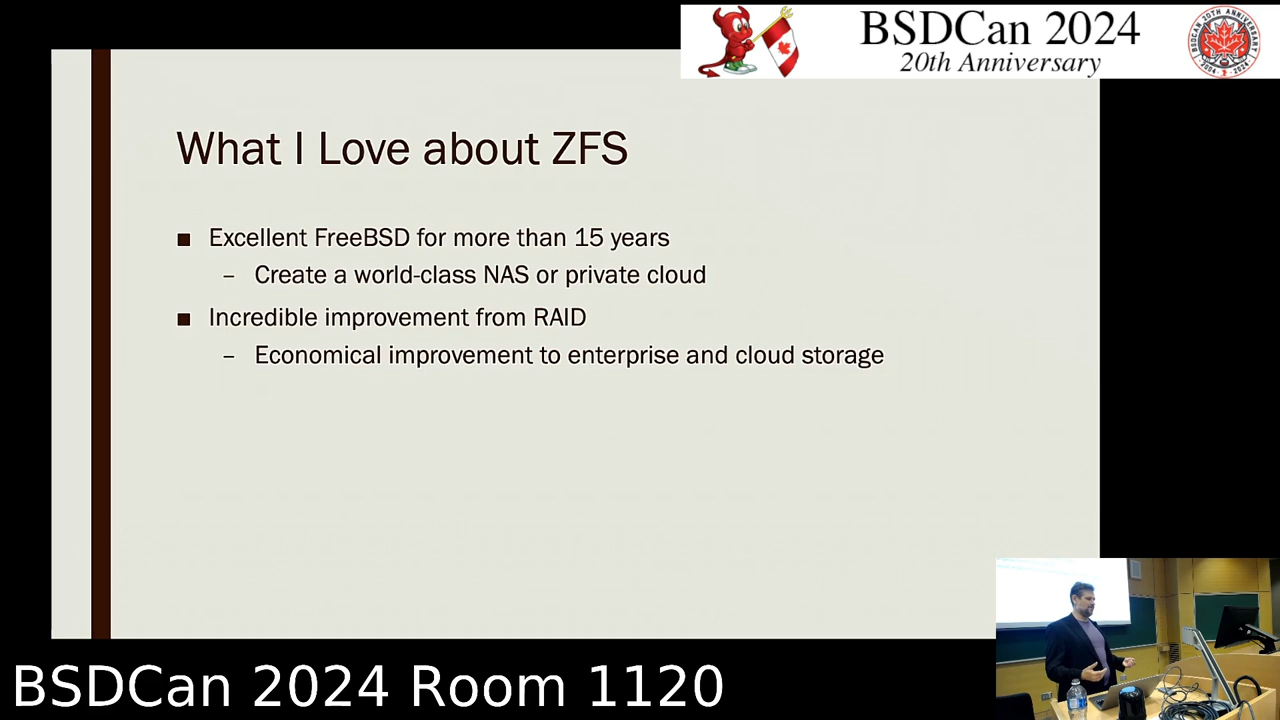 BSDCan 2024
20th Anniversary
What I Love about ZFS
■ Excellent FreeBSD for more than 15 years
– Create a world-class NAS or private cloud
■ Incredible improvement from RAID
– Economical improvement to enterprise and cloud storage
BSDCan 2024 Room 1120